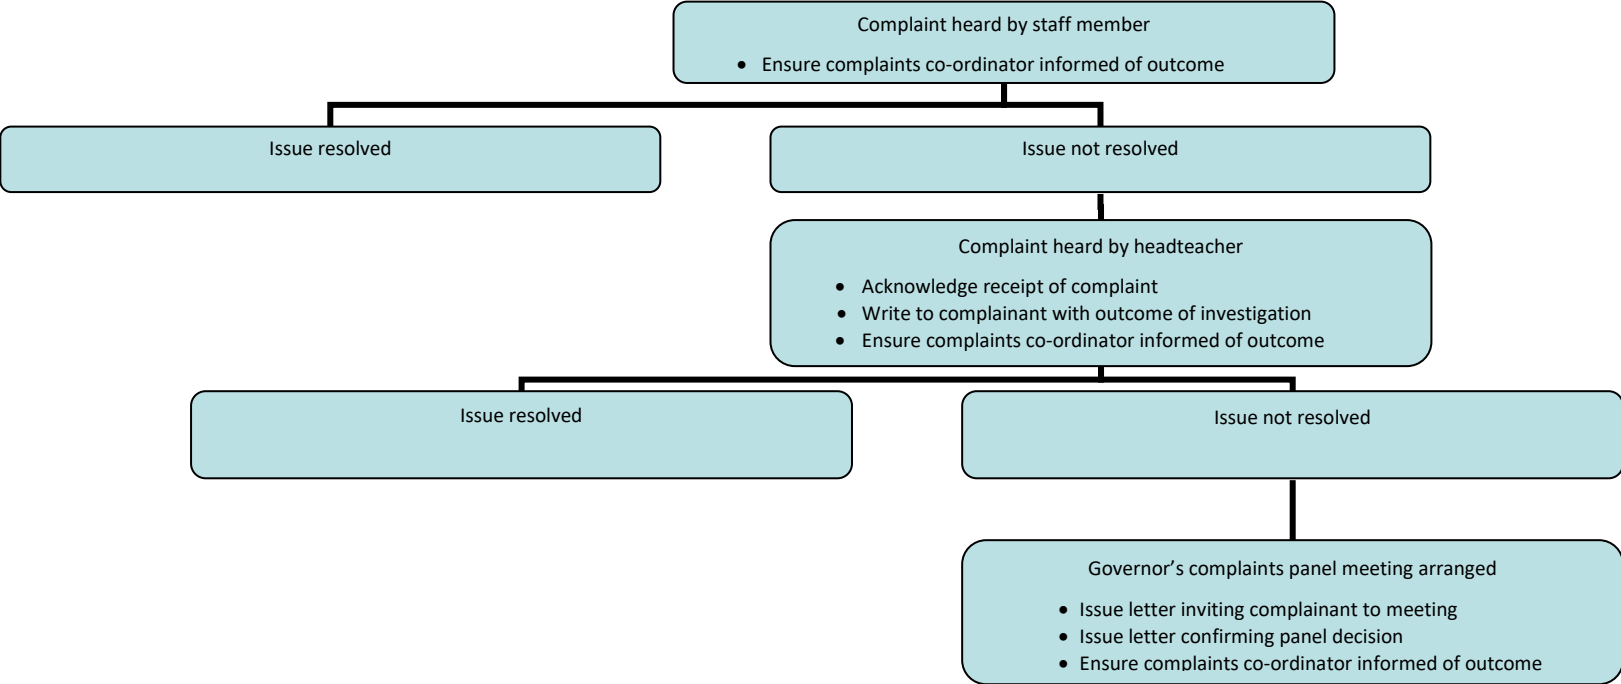 Complaint heard by staff member
• Ensure complaints co-ordinator informed of outcome
Issue resolved
Issue not resolved
Complaint heard by headteacher
• Acknowledge receipt of complaint
• Write to complainant with outcome of investigation
• Ensure complaints co-ordinator informed of outcome
Issue resolved
Issue not resolved
Governor’s complaints panel meeting arranged
• Issue letter inviting complainant to meeting
• Issue letter confirming panel decision
• Ensure complaints co-ordinator informed of outcome